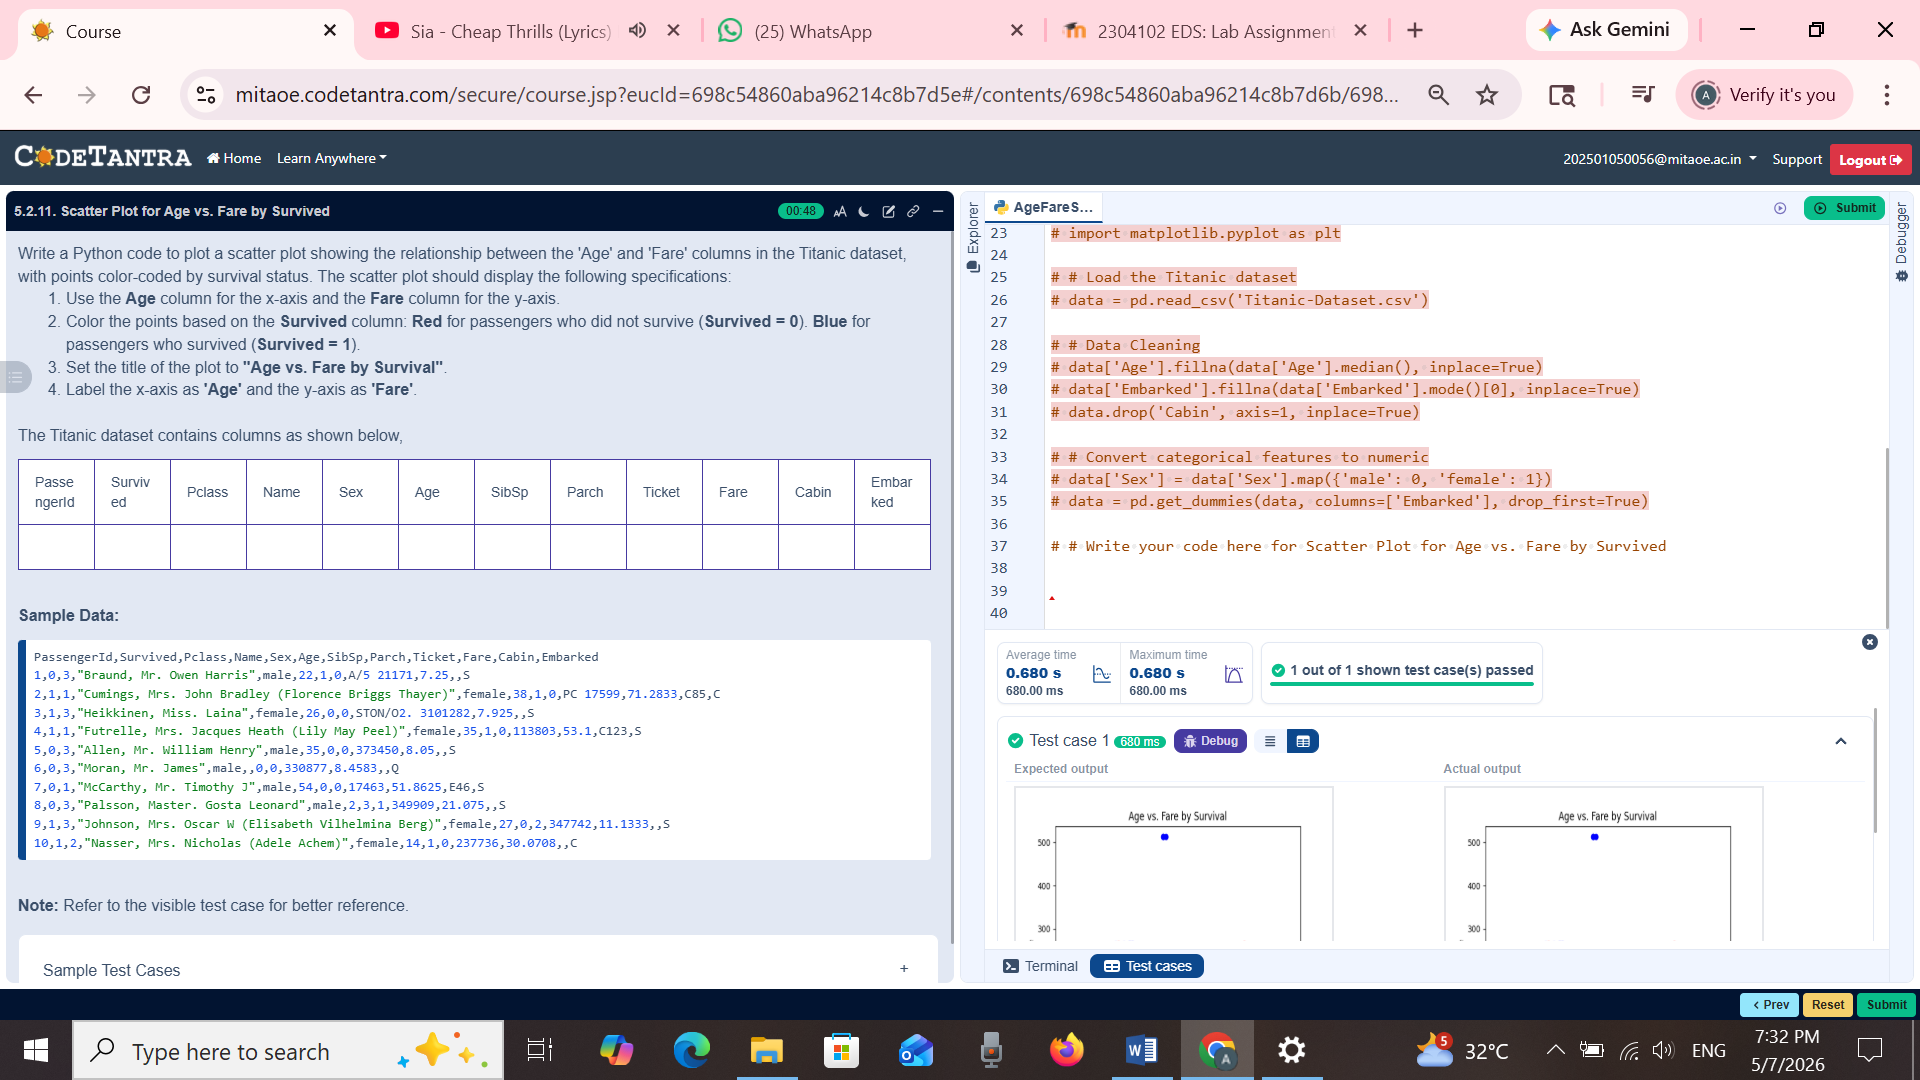 Course
Sia - Cheap Thrills (Lyrics)
(25) WhatsApp
2304102 EDS: Lab Assignment
Ask Gemini
mitaoe.codetantra.com/secure/course.jsp?eucId=698c54860aba96214c8b7d5e#/contents/698c54860aba96214c8b7d6b/698...
A
Verify it's you
CODETANTRA
Home
Learn Anywhere
202501050056@mitaoe.ac.in
Support
Logout
5.2.11. Scatter Plot for Age vs. Fare by Survived
00:48
AA
Write a Python code to plot a scatter plot showing the relationship between the 'Age' and 'Fare' columns in the Titanic dataset,
with points color-coded by survival status. The scatter plot should display the following specifications:
1. Use the Age column for the x-axis and the Fare column for the y-axis.
2. Color the points based on the Survived column: Red for passengers who did not survive (Survived = 0). Blue for
passengers who survived (Survived = 1).
3. Set the title of the plot to "Age vs. Fare by Survival".
4. Label the x-axis as 'Age' and the y-axis as 'Fare'.
The Titanic dataset contains columns as shown below,
Passe
ngerId
Surviv
ed
Pclass
Name
Sex
Age
SibSp
Parch
Ticket
Fare
Cabin
Embar
ked
Sample Data:
PassengerId,Survived,Pclass,Name,Sex,Age,SibSp,Parch,Ticket,Fare,Cabin,Embarked
1,0,3,"Braund, Mr. Owen Harris",male,22,1,0,A/5 21171,7.25,,S
2,1,1,"Cumings, Mrs. John Bradley (Florence Briggs Thayer)",female,38,1,0,PC 17599,71.2833,C85,C
3,1,3,"Heikkinen, Miss. Laina",female,26,0,0,STON/O2. 3101282,7.925,,S
4,1,1,"Futrelle, Mrs. Jacques Heath (Lily May Peel)",female,35,1,0,113803,53.1,C123,S
5,0,3,"Allen, Mr. William Henry",male,35,0,0,373450,8.05,,S
6,0,3,"Moran, Mr. James",male,,0,0,330877,8.4583,,Q
7,0,1,"McCarthy, Mr. Timothy J",male,54,0,0,17463,51.8625,E46,S
8,0,3,"Palsson, Master. Gosta Leonard",male,2,3,1,349909,21.075,,S
9,1,3,"Johnson, Mrs. Oscar W (Elisabeth Vilhelmina Berg)",female,27,0,2,347742,11.1333,,S
10,1,2,"Nasser, Mrs. Nicholas (Adele Achem)",female,14,1,0,237736,30.0708,,C
Note: Refer to the visible test case for better reference.
Sample Test Cases
+
Explorer
AgeFareS...
Submit
Debugger
23 # import matplotlib.pyplot as plt
24
25 # # Load the Titanic dataset
26 # data = pd.read_csv('Titanic-Dataset.csv')
27
28 # # Data Cleaning
29 # data['Age'].fillna(data['Age'].median(), inplace=True)
30 # data['Embarked'].fillna(data['Embarked'].mode()[0], inplace=True)
31 # data.drop('Cabin', axis=1, inplace=True)
32
33 # # Convert categorical features to numeric
34 # data['Sex'] = data['Sex'].map({'male': 0, 'female': 1})
35 # data = pd.get_dummies(data, columns=['Embarked'], drop_first=True)
36
37 # # Write your code here for Scatter Plot for Age vs. Fare by Survived
38
39
40
Average time
0.680 s
680.00 ms
Maximum time
0.680 s
680.00 ms
1 out of 1 shown test case(s) passed
Test case 1
680 ms
Debug
Expected output
Actual output
Age vs. Fare by Survival
500
400
300
Age vs. Fare by Survival
500
400
300
Terminal
Test cases
< Prev
Reset
Submit
Type here to search
5
32°C
ENG
7:32 PM
5/7/2026